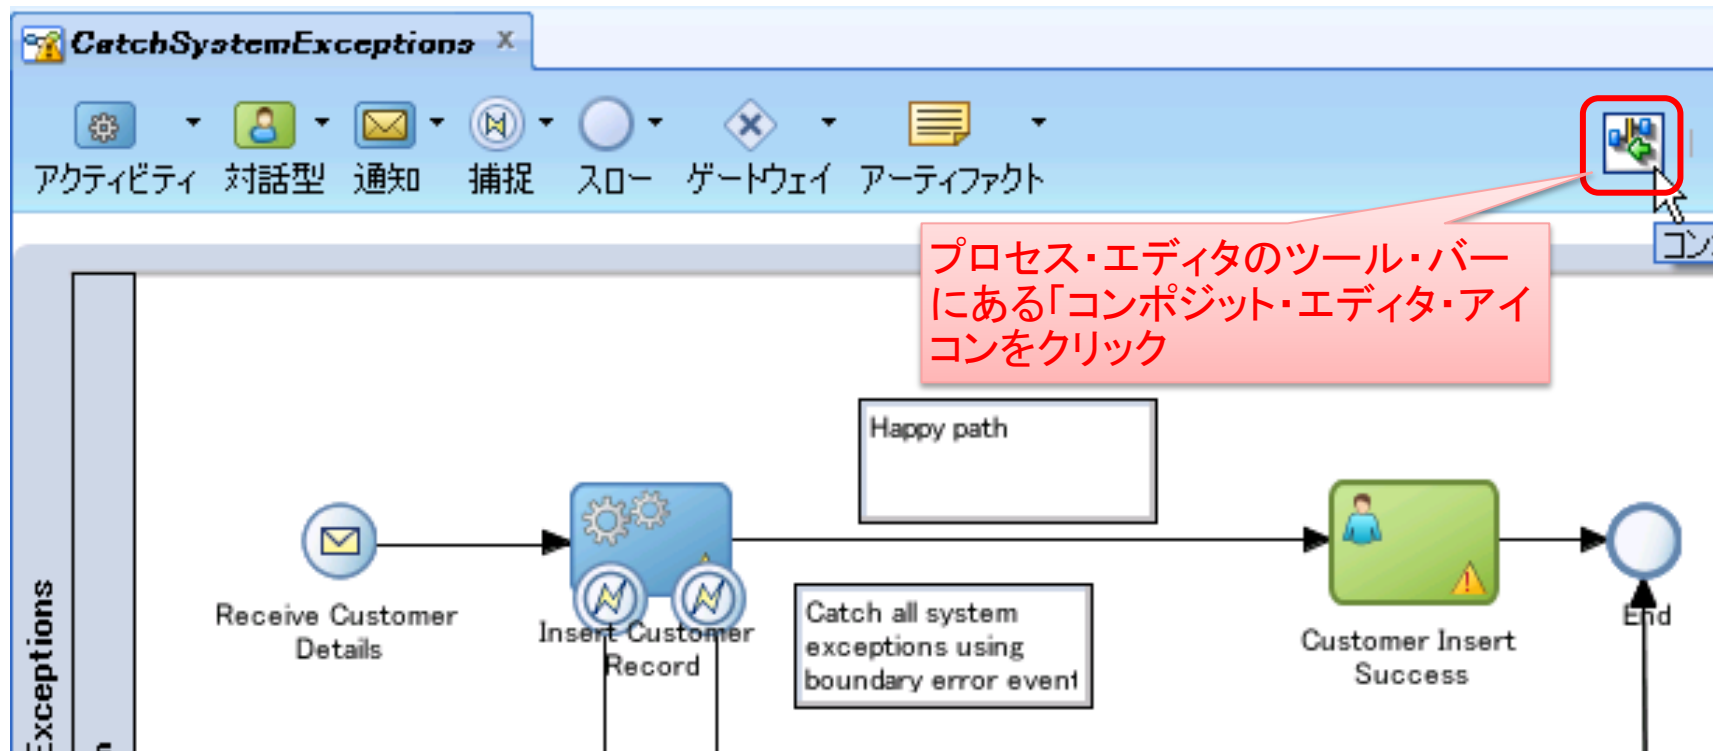 CatchSystemExceptions x
アクティビティ 対話型 通知 捕捉 スロー ゲートウェイ アーティファクト
コン
プロセス・エディタのツール・バー
にある「コンポジット・エディタ・アイ
コンをクリック
Happy path
Receive Customer
Details
Insert Customer
Record
Catch all system
exceptions using
boundary error event
Customer Insert
Success
End
Exceptions